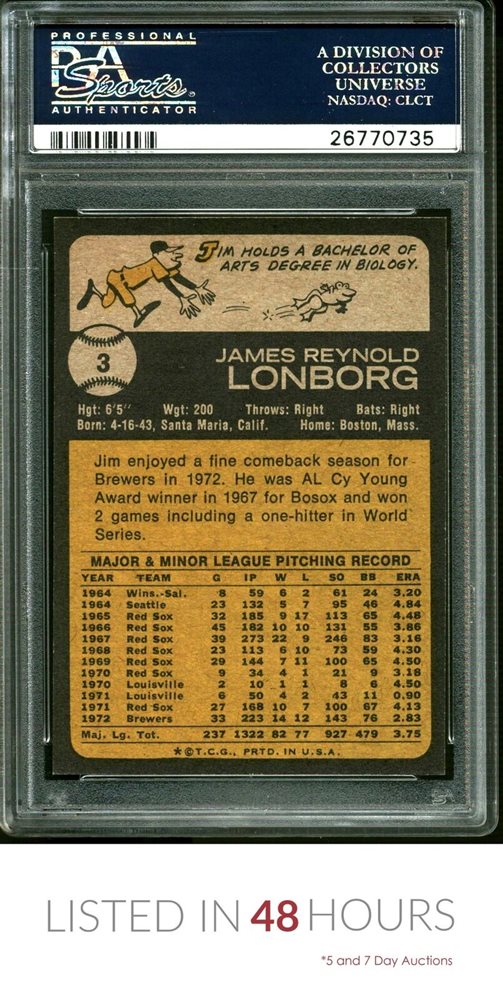 PROFESSIONAL
PSA
Sports
AUTHENTICATOR
A DIVISION OF
COLLECTORS
UNIVERSE
NASDAQ: CLCT
26770735
JIM HOLDS A BACHELOR OF
ARTS DEGREE IN BIOLOGY.
3
JAMES REYNOLD
LONBORG
Hgt: 6'5" Wgt: 200 Throws: Right Bats: Right
Born: 4-16-43, Santa Maria, Calif. Home: Boston, Mass.
Jim enjoyed a fine comeback season for
Brewers in 1972. He was AL Cy Young
Award winner in 1967 for Bosox and won
2 games including a one-hitter in World
Series.
MAJOR & MINOR LEAGUE PITCHING RECORD
YEAR TEAM G IP W L SO BB ERA
1964 Wins.-Sal. 8 59 6 2 61 24 3.20
1964 Seattle 23 132 5 7 95 46 4.84
1965 Red Sox 32 185 9 17 113 65 4.48
1966 Red Sox 45 182 10 10 131 55 3.86
1967 Red Sox 39 273 22 9 246 83 3.16
1968 Red Sox 23 113 6 10 73 59 4.30
1969 Red Sox 29 144 7 11 100 65 4.50
1970 Red Sox 9 34 4 1 21 9 3.18
1970 Louisville 2 10 1 1 8 6 4.50
1971 Louisville 6 50 4 2 43 11 0.90
1971 Red Sox 27 168 10 7 100 67 4.13
1972 Brewers 33 223 14 12 143 76 2.83
Maj. Lg. Tot. 237 1322 82 77 927 479 3.75
*©T.C.G., PRTD. IN U.S.A.
LISTED IN 48 HOURS
*5 and 7 Day Auctions